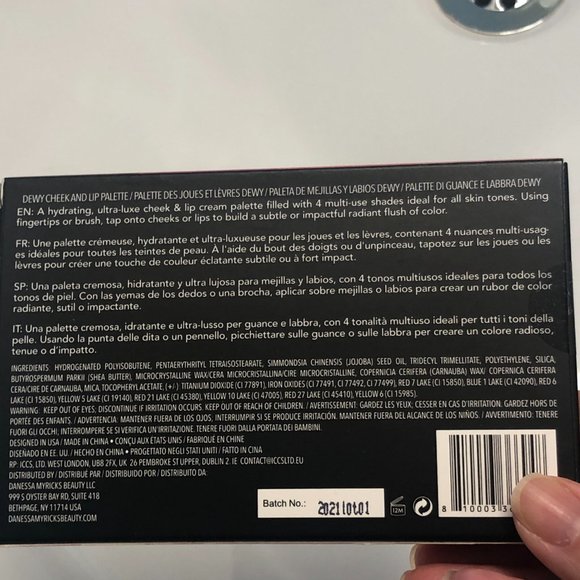 DEWY CHEEK AND LIP PALETTE / PALETTE DES JOUES ET LÈVRES DEWY / PALETA DE MEJILLAS Y LABIOS DEWY / PALETTE DI GUANCE E LABBRA DEWY
EN: A hydrating, ultra-luxe cheek & lip cream palette filled with 4 multi-use shades ideal for all skin tones. Using
fingertips or brush, tap onto cheeks or lips to build a subtle or impactful radiant flush of color.
FR: Une palette crémeuse, hydratante et ultra-luxueuse pour les joues et les lèvres, contenant 4 nuances multi-usag-
es idéales pour toutes les teintes de peau. À l'aide du bout des doigts ou d'unpinceau, tapotez sur les joues ou les
lèvres pour créer une touche de couleur éclatante subtile ou à fort impact.
SP: Una paleta cremosa, hidratante y ultra lujosa para mejillas y labios, con 4 tonos multiusos ideales para todos los
tonos de piel. Con las yemas de los dedos o una brocha, aplicar sobre mejillas o labios para crear un rubor de color
radiante, sutil o impactante.
IT: Una palette cremosa, idratante e ultra-lusso per guance e labbra, con 4 tonalità multiuso ideali per tutti i toni della
pelle. Usando la punta delle dita o un pennello, picchiettare sulle guance o sulle labbra per creare un colore radioso,
tenue o d'impatto.
INGREDIENTS: HYDROGENATED POLYISOBUTENE, PENTAERYTHRITYL TETRAISOSTEARATE, SIMMONDSIA CHINENSIS (JOJOBA) SEED OIL, TRIDECYL TRIMELLITATE, POLYETHYLENE, SILICA,
BUTYROSPERMUM PARKII (SHEA BUTTER), MICROCRYSTALLINE WAX/CERA MICROCRISTALLINA/CIRE MICROCRISTALLINE, COPERNICIA CERIFERA (CARNAUBA) WAX/ COPERNICIA CERIFERA
CERA/CIRE DE CARNAUBA, MICA, TOCOPHERYL ACETATE, (+/-) TITANIUM DIOXIDE (CI 77891), IRON OXIDES (CI 77491, CI 77492, CI 77499), RED 7 LAKE (CI 15850), BLUE 1 LAKE (CI 42090), RED 6
LAKE (CI 15850), YELLOW 5 LAKE (CI 19140), RED 21 LAKE (CI 45380), YELLOW 10 LAKE (CI 47005), RED 27 LAKE (CI 45410), YELLOW 6 (CI 15985).
WARNING: KEEP OUT OF EYES; DISCONTINUE IF IRRITATION OCCURS. KEEP OUT OF REACH OF CHILDREN. / AVERTISSEMENT: GARDEZ LES YEUX, CESSER EN CAS D'IRRITATION. GARDEZ HORS DE
PORTÉE DES ENFANTS. / ADVERTENCIA: MANTENER FUERA DE LOS OJOS, INTERRUMPIR SI SE PRODUCE IRRITACIÓN. MANTENER FUERA DEL ALCANCE DE LOS NIÑOS. / AVVERTIMENTO: TENERE
FUORI GLI OCCHI, INTERROMPERE SE SI VERIFICA IRRITAZIONE. TENERE FUORI DALLA PORTATA DEI BAMBINI.
DESIGNED IN USA / MADE IN CHINA • CONÇU AUX ÉTATS UNIS / FABRIQUÉ EN CHINE
DISEÑADO EN EE. UU. / HECHO EN CHINA • PROGETTATO NEGLI STATI UNITI / FATTO IN CINA
RP: ICCS, LTD. WEST LONDON, UB8 2FX, UK 26 PEMBROKE ST UPPER, DUBLIN 2. IE CONTACT@ICCSLTD.EU
DISTRIBUTED BY / DISTRIBUÉ PAR / DISTRIBUIDO POR / DISTRIBUITO DA
DANESSA MYRICKS BEAUTY LLC
999 S OYSTER BAY RD, SUITE 418
BETHPAGE, NY 11714 USA
DANESSAMYRICKSBEAUTY.COM
Batch No.: 20211ot01
12M
8 10003